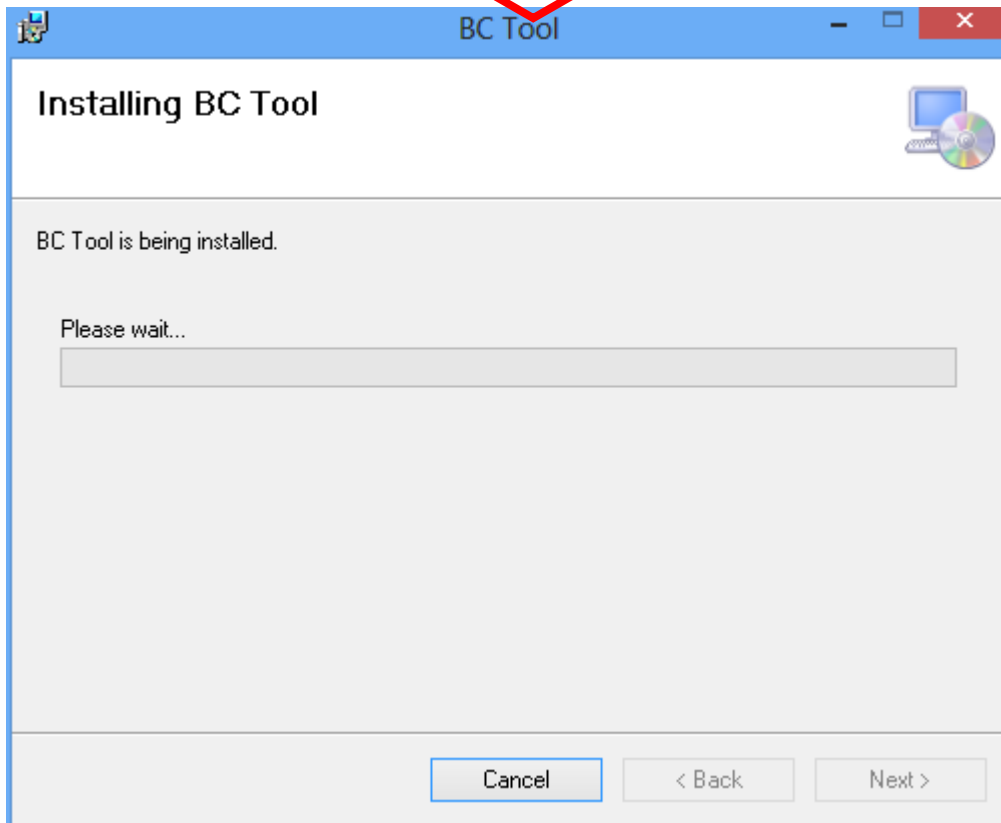 BC Tool
Installing BC Tool
BC Tool is being installed.
Please wait...
Cancel < Back Next >